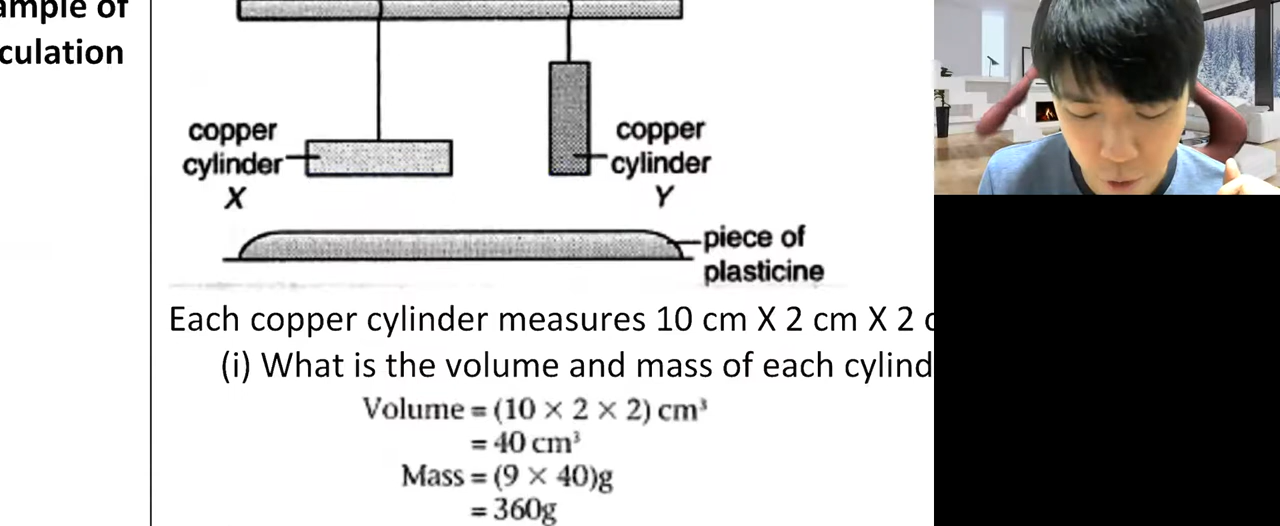 ample of
culation
copper
cylinder
X
copper
cylinder
Y
piece of
plasticine
Each copper cylinder measures 10 cm X 2 cm X 2 c
(i) What is the volume and mass of each cylind
Volume = (10 × 2 × 2) cm³
= 40 cm³
Mass = (9 × 40)g
= 360g